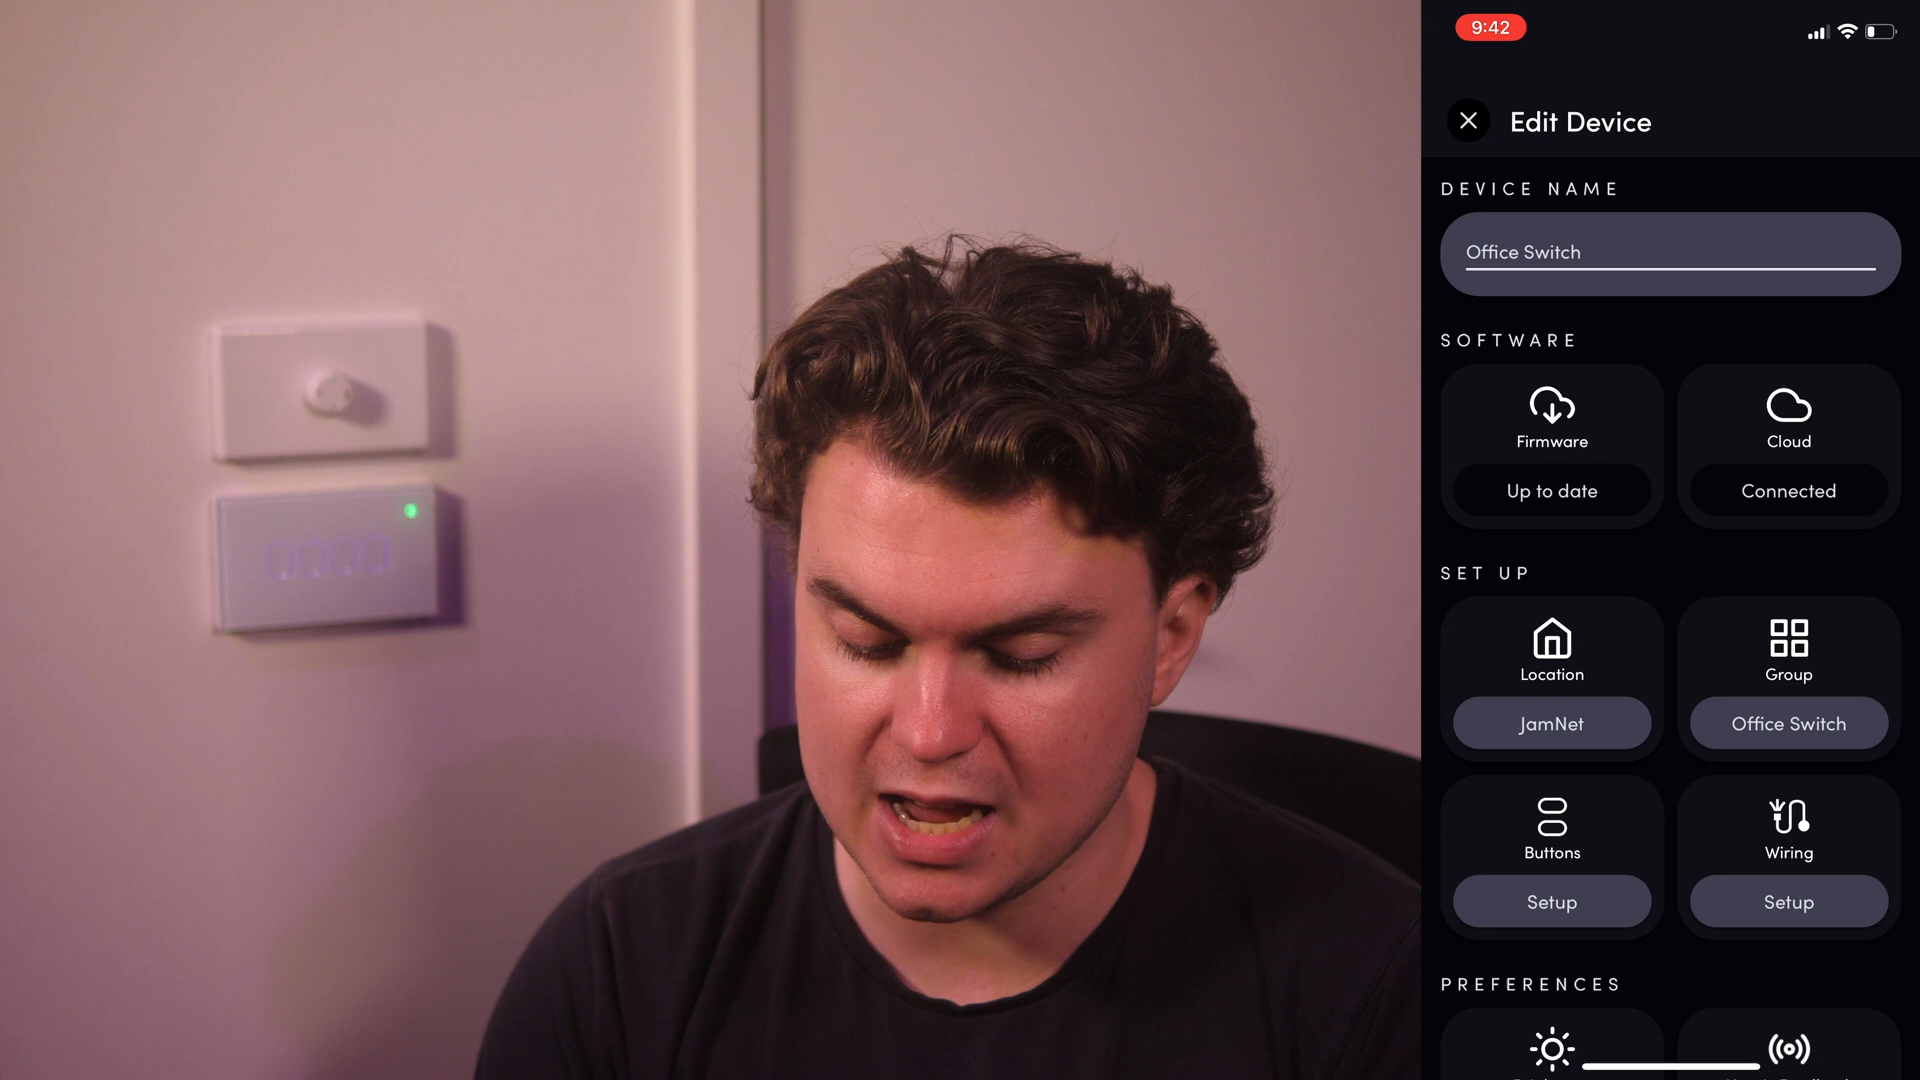 9:42
Edit Device
DEVICE NAME
Office Switch
SOFTWARE
Firmware
Cloud
Up to date
Connected
SET UP
Location
Group
JamNet
Office Switch
Buttons
Wiring
Setup
Setup
PREFERENCES